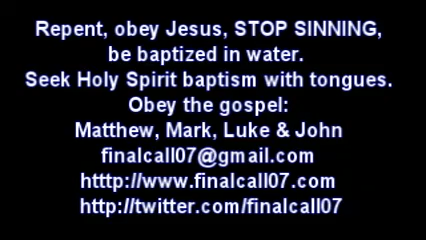 Repent, obey Jesus, STOP SINNING,
be baptized in water.
Seek Holy Spirit baptism with tongues.
Obey the gospel:
Matthew, Mark, Luke & John
finalcall07@gmail.com
htttp://www.finalcall07.com
http://twitter.com/finalcall07